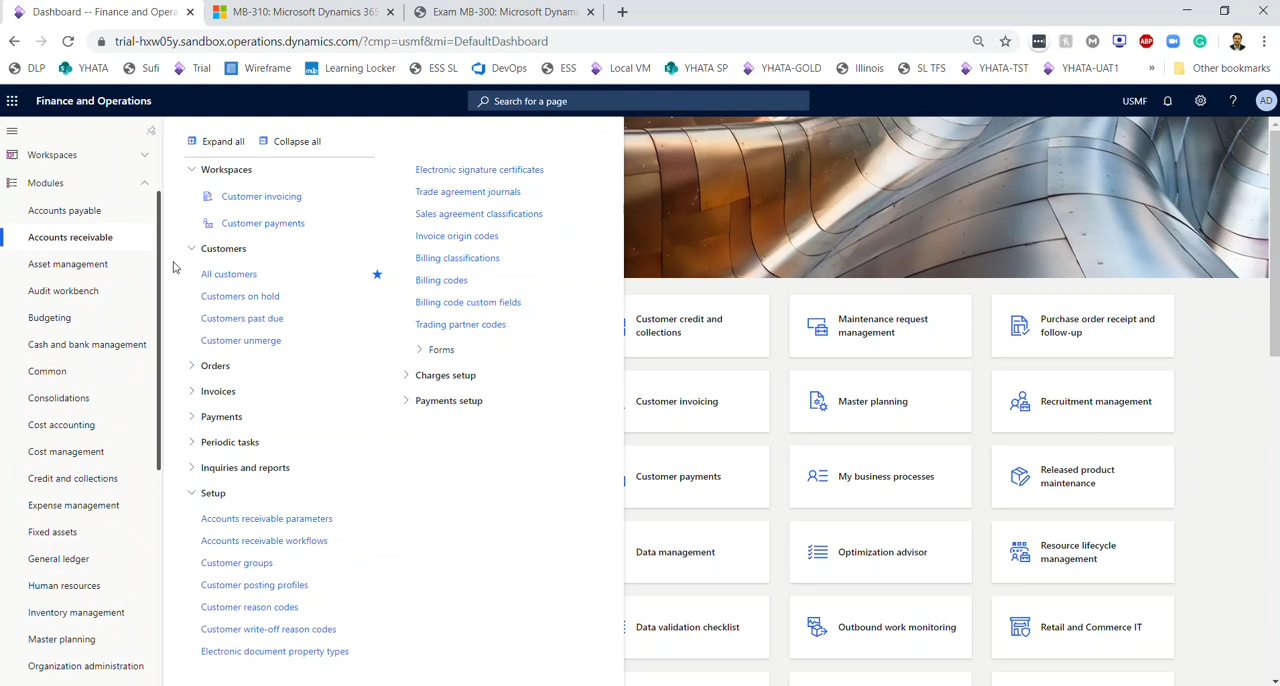 Dashboard -- Finance and Opera
MB-310: Microsoft Dynamics 365
Exam MB-300: Microsoft Dynami
trial-hxw05y.sandbox.operations.dynamics.com/?cmp=usmf&mi=DefaultDashboard
ABP
DLP YHATA Sufi Trial Wireframe Learning Locker ESS SL DevOps ESS Local VM YHATA SP YHATA-GOLD Illinois SL TFS YHATA-TST YHATA-UAT1 » Other bookmarks
Finance and Operations
Search for a page
USMF
?
AD
Workspaces
Modules
Accounts payable
Accounts receivable
Asset management
Audit workbench
Budgeting
Cash and bank management
Common
Consolidations
Cost accounting
Cost management
Credit and collections
Expense management
Fixed assets
General ledger
Human resources
Inventory management
Master planning
Organization administration
Expand all
Collapse all
Workspaces
Customer invoicing
Customer payments
Customers
All customers
Customers on hold
Customers past due
Customer unmerge
Orders
Invoices
Payments
Periodic tasks
Inquiries and reports
Setup
Accounts receivable parameters
Accounts receivable workflows
Customer groups
Customer posting profiles
Customer reason codes
Customer write-off reason codes
Electronic document property types
Electronic signature certificates
Trade agreement journals
Sales agreement classifications
Invoice origin codes
Billing classifications
Billing codes
Billing code custom fields
Trading partner codes
Forms
Charges setup
Payments setup
Customer credit and
collections
Customer invoicing
Customer payments
Data management
Data validation checklist
Maintenance request
management
Master planning
My business processes
Optimization advisor
Outbound work monitoring
Purchase order receipt and
follow-up
Recruitment management
Released product
maintenance
Resource lifecycle
management
Retail and Commerce IT